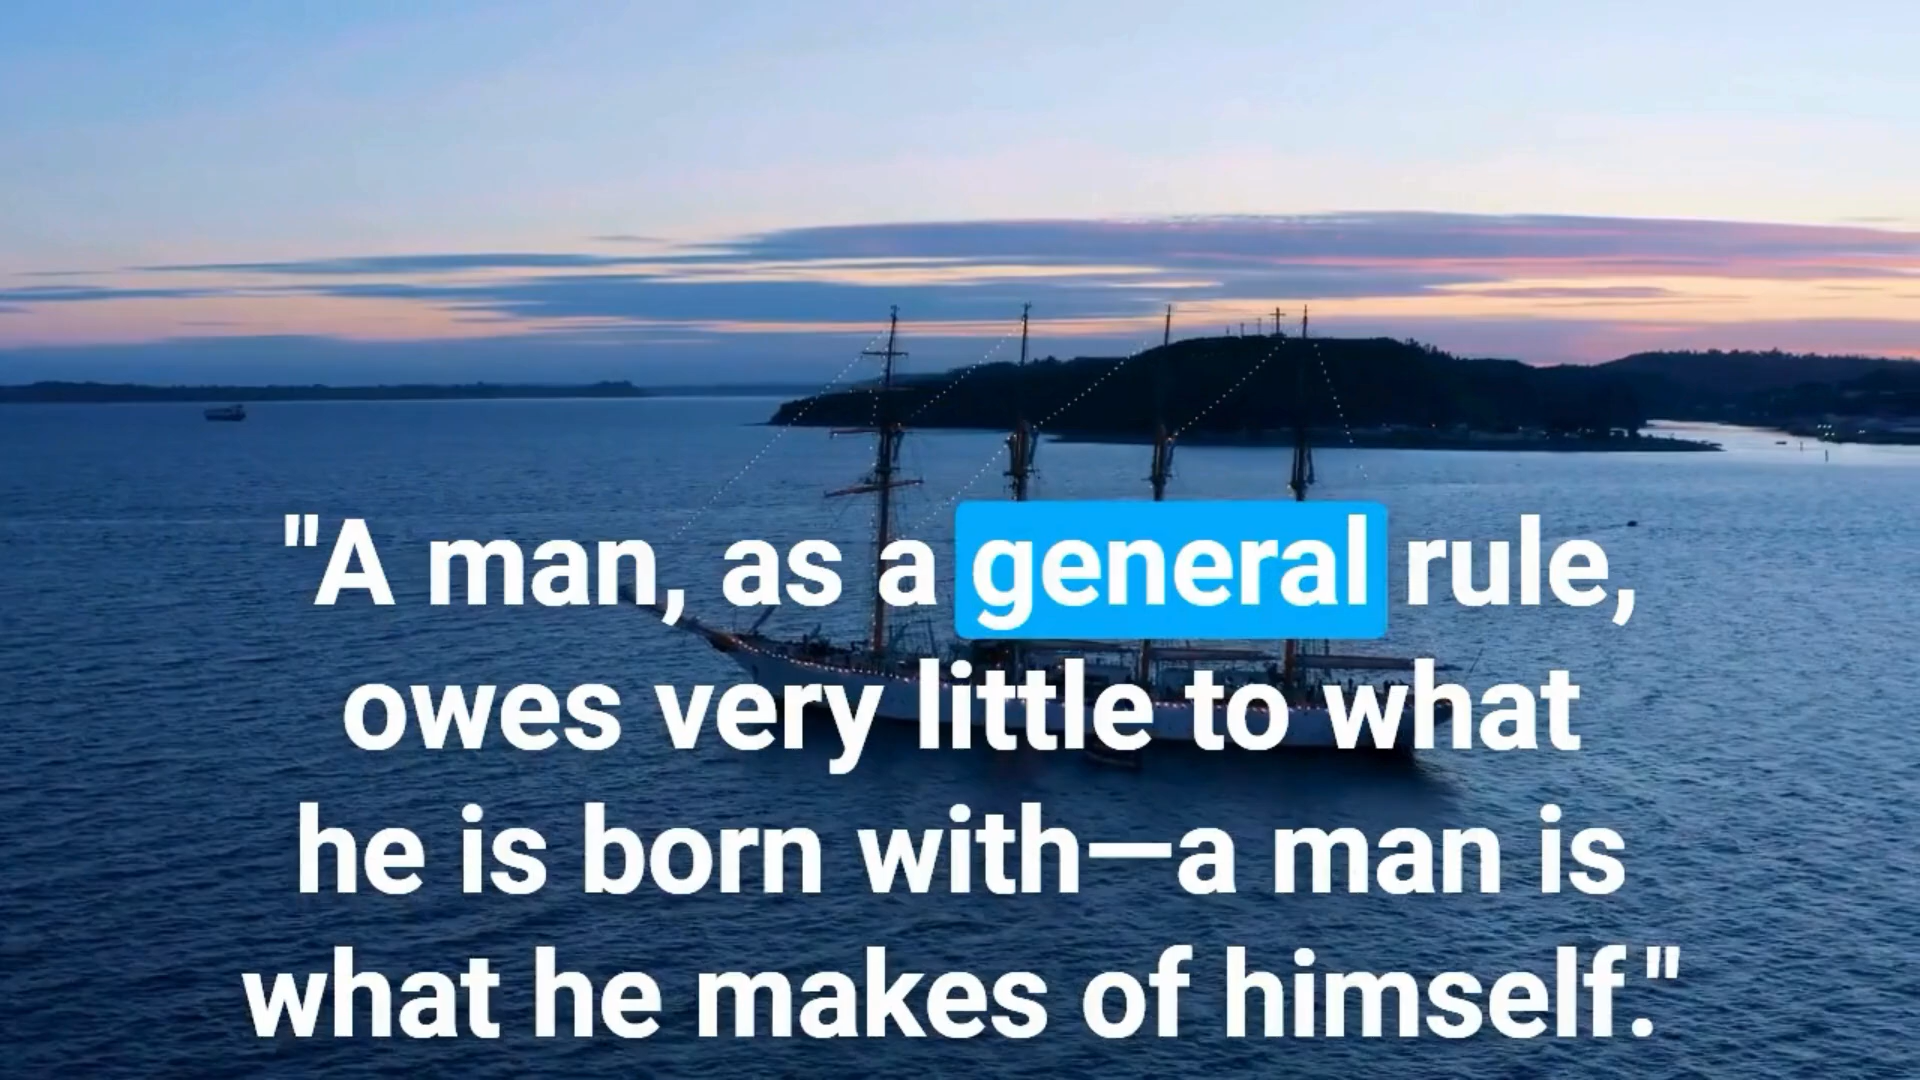 "A man, as a general rule,
owes very little to what
he is born with—a man is
what he makes of himself."